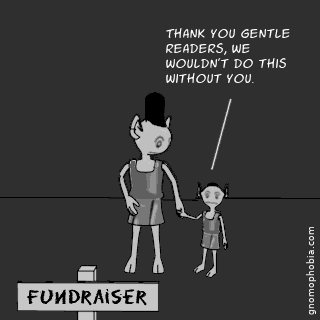 THANK YOU GENTLE
READERS, WE
WOULDN'T DO THIS
WITHOUT YOU.
FUNDRAISER
gnomophobia.com